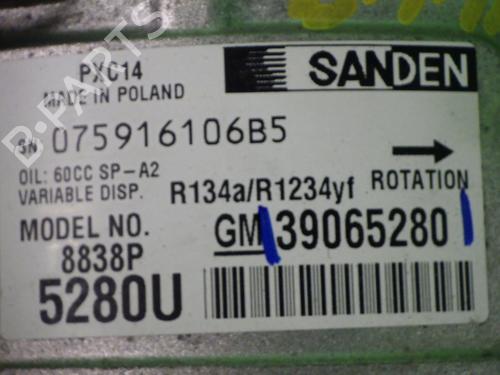 PXC14
SANDEN
MADE IN POLAND
SN 075916106B5
OIL: 60CC SP-A2
VARIABLE DISP.
R134a/R1234yf
ROTATION
MODEL NO.
GM 39065280
8838P
5280U
B-PARTS